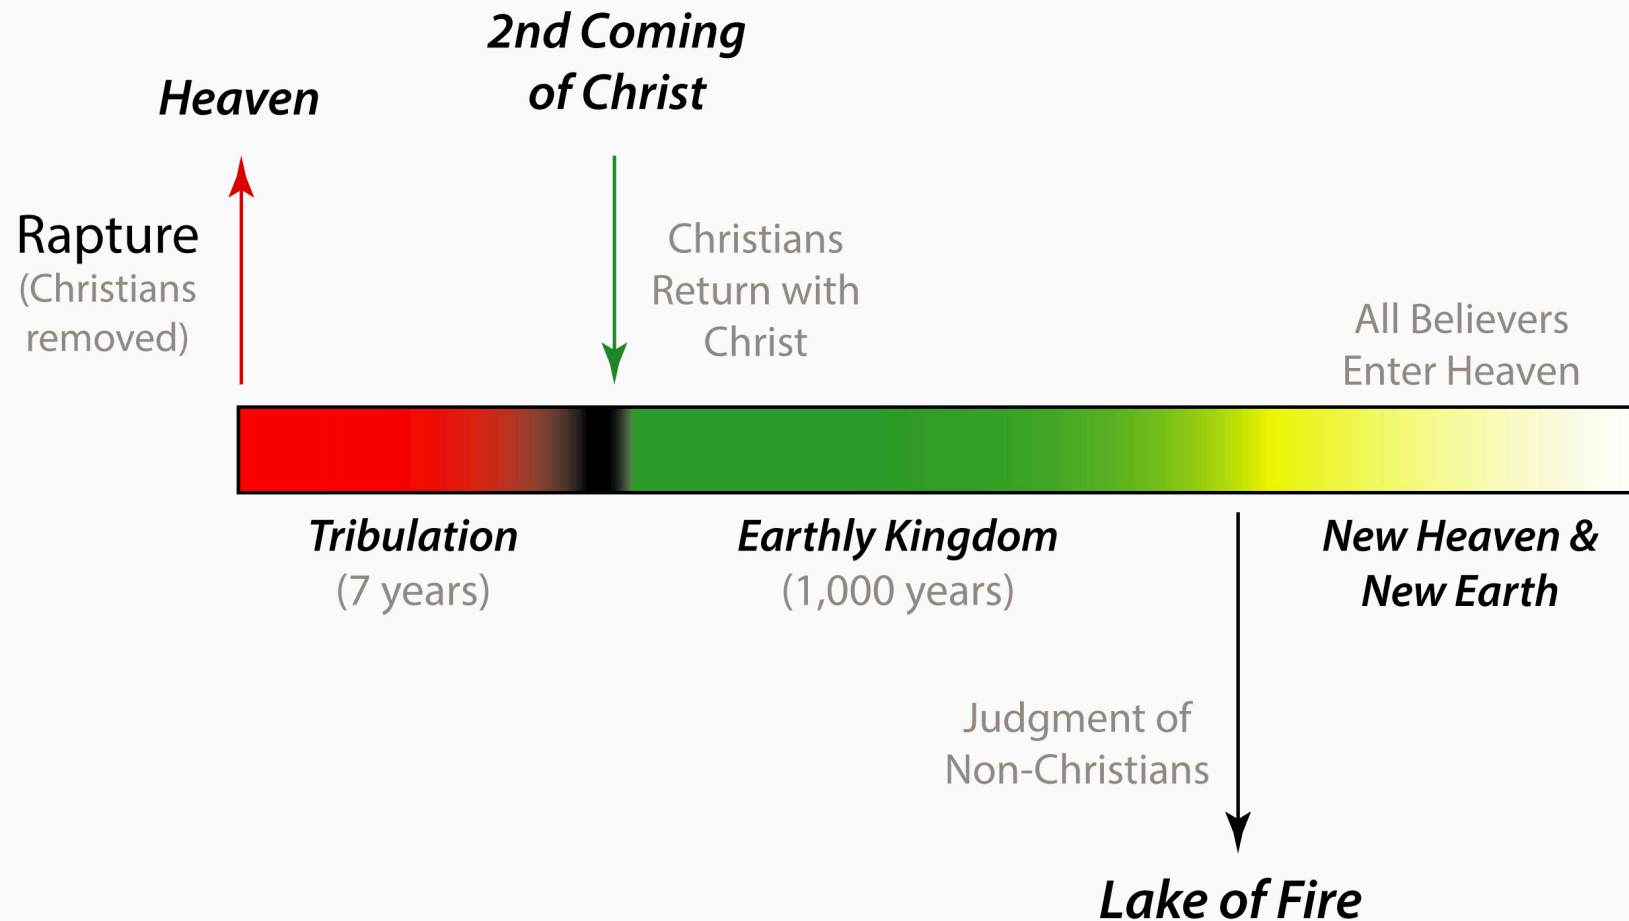 2nd Coming
of Christ
Heaven
Rapture
(Christians
removed)
Christians
Return with
Christ
All Believers
Enter Heaven
Tribulation
(7 years)
Earthly Kingdom
(1,000 years)
New Heaven &
New Earth
Judgment of
Non-Christians
Lake of Fire